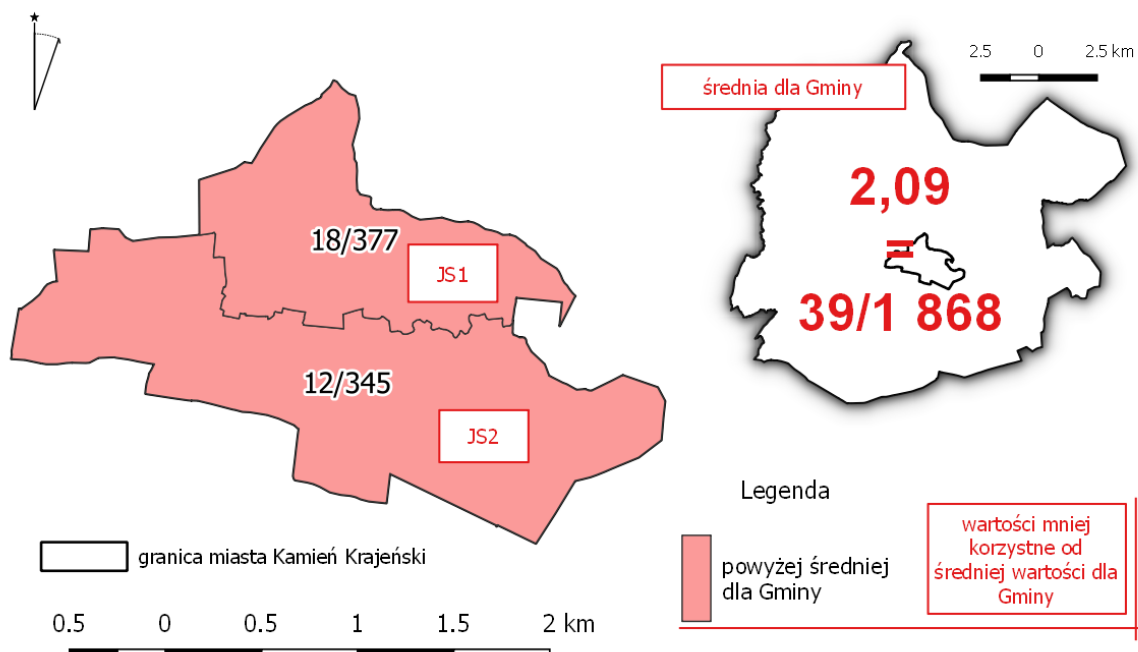 2.5 0 2.5 km
średnia dla Gminy
2,09
=
39/1 868
18/377
JS1
12/345
JS2
Legenda
powyżej średniej
dla Gminy
wartości mniej
korzystne od
średniej wartości dla
Gminy
granica miasta Kamień Krajeński
0.5 0 0.5 1 1.5 2 km